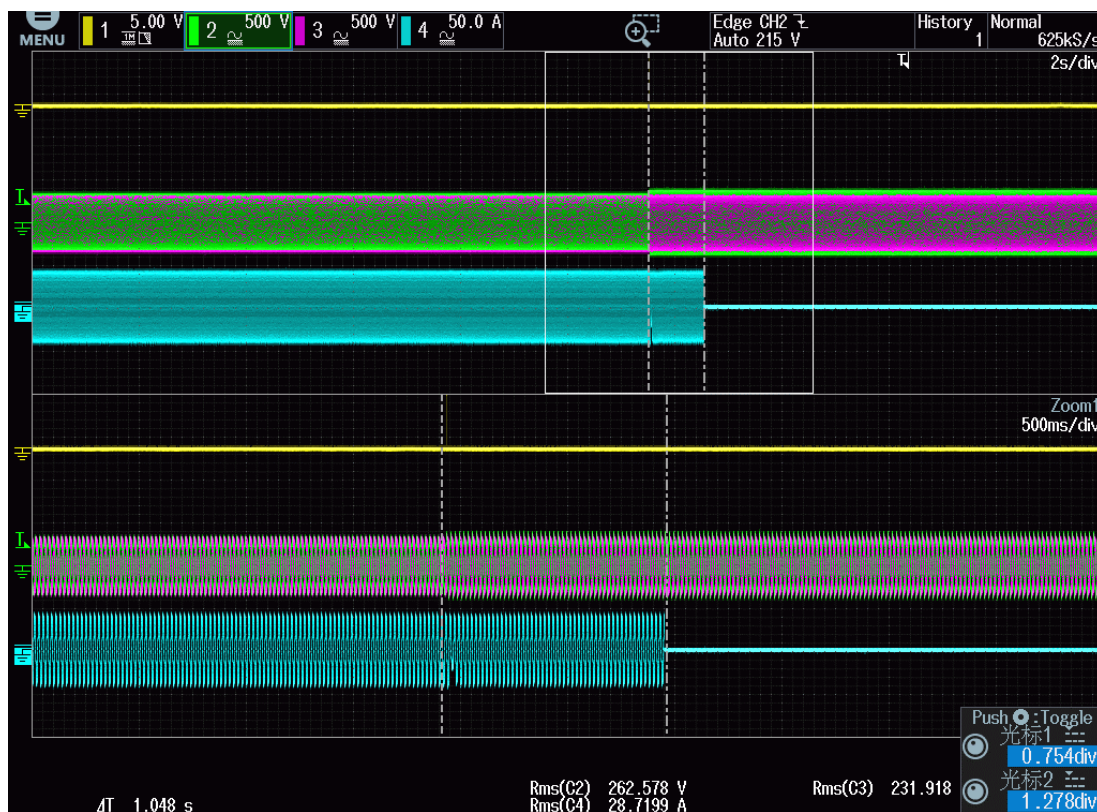 MENU
1 5.00 V
2 500 V
3 500 V
4 50.0 A
Edge CH2
Auto 215 V
History
1
Normal
625kS/s
2s/div
T
T
Zoom1
500ms/div
T
Push :Toggle
光标1
0.754div
光标2
1.278div
Rms(C2) 262.578 V
Rms(C3) 231.918
Rms(C4) 28.7199 A
ΔT 1.048 s